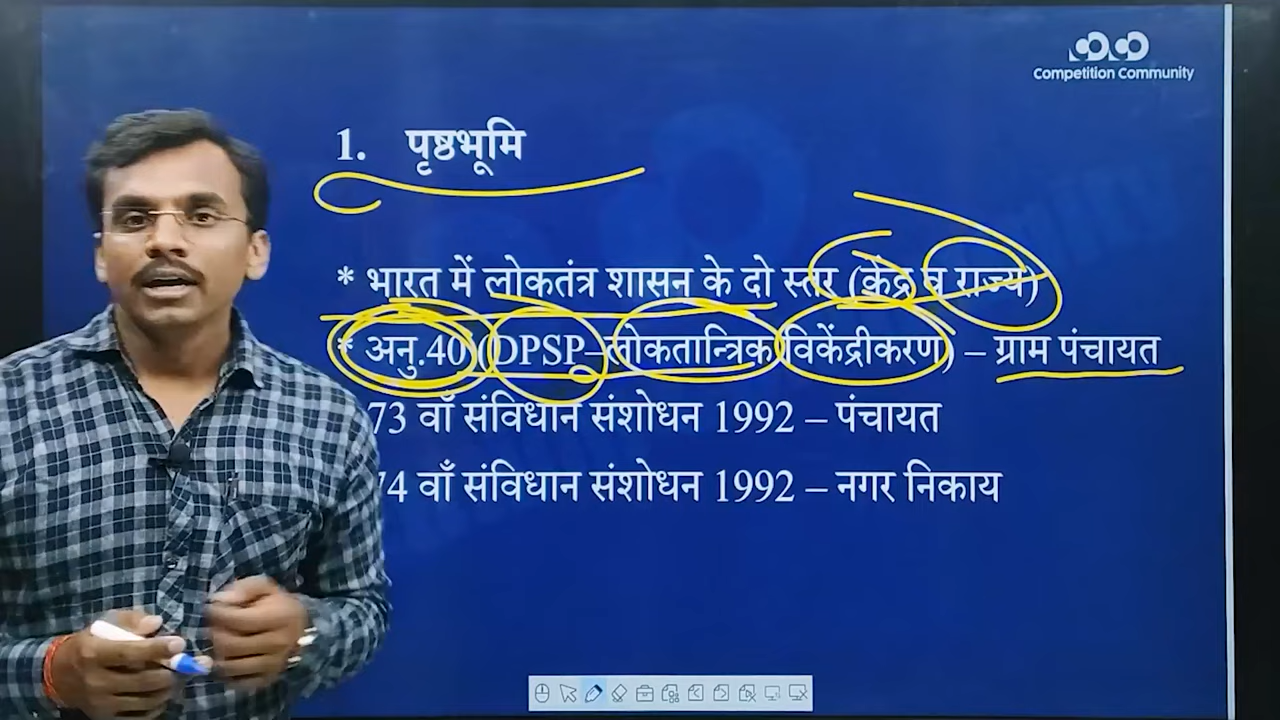 Competition Community
1. पृष्ठभूमि
* भारत में लोकतंत्र शासन के दो स्तर (केंद्र व राज्य)
* अनु.40 (DPSP–लोकतान्त्रिक विकेंद्रीकरण) – ग्राम पंचायत
73 वाँ संविधान संशोधन 1992 – पंचायत
74 वाँ संविधान संशोधन 1992 – नगर निकाय